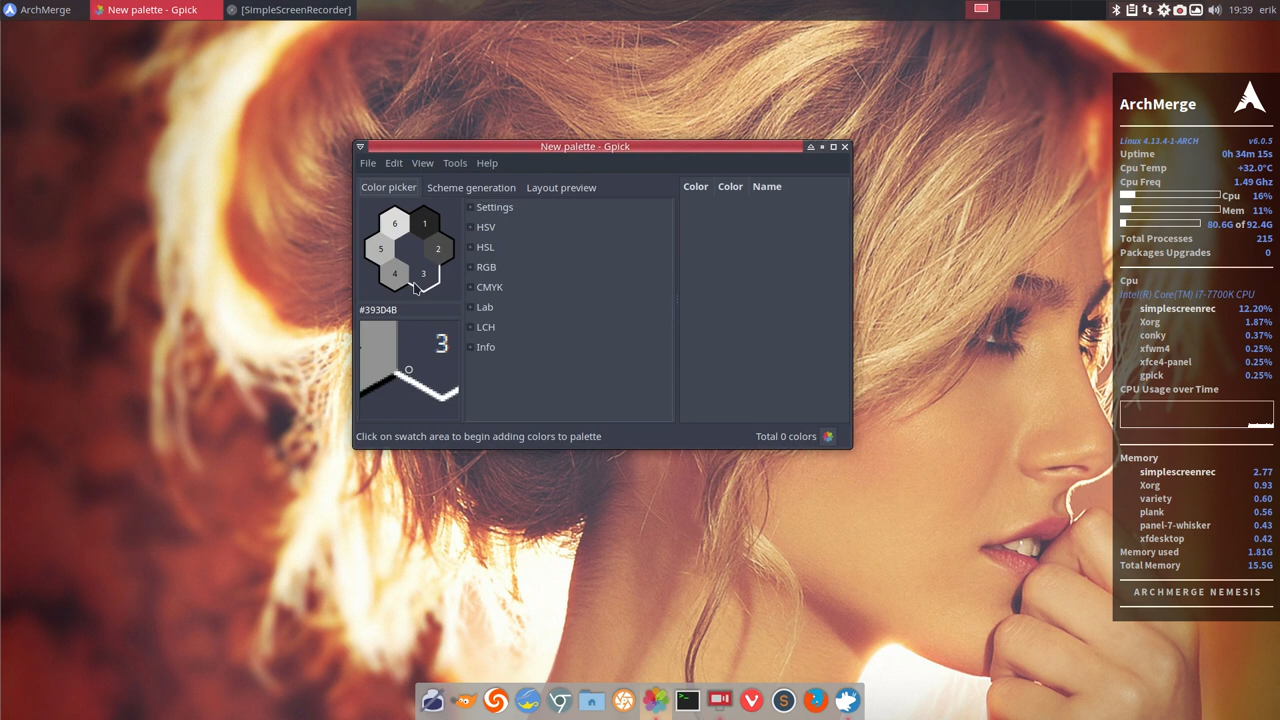 ArchMerge New palette - Gpick [SimpleScreenRecorder] 19:39 erik
New palette - Gpick
File Edit View Tools Help
Color picker Scheme generation Layout preview
Color Color Name
6 1
5 2
4 3
#393D4B
3
Settings
HSV
HSL
RGB
CMYK
Lab
LCH
Info
Click on swatch area to begin adding colors to palette Total 0 colors
ArchMerge
Linux 4.13.4-1-ARCH v6.0.5
Uptime 0h 34m 15s
Cpu Temp +32.0°C
Cpu Freq 1.49 Ghz
Cpu 16%
Mem 11%
80.6G of 92.4G
Total Processes 215
Packages Upgrades 0
Cpu
Intel(R) Core(TM) i7-7700K CPU
simplescreenrec 12.20%
Xorg 1.87%
conky 0.37%
xfwm4 0.25%
xfce4-panel 0.25%
gpick 0.25%
CPU Usage over Time
Memory
simplescreenrec 2.77
Xorg 0.93
variety 0.60
plank 0.56
panel-7-whisker 0.43
xfdesktop 0.42
Memory used 1.81G
Total Memory 15.5G
ARCHMERGE NEMESIS